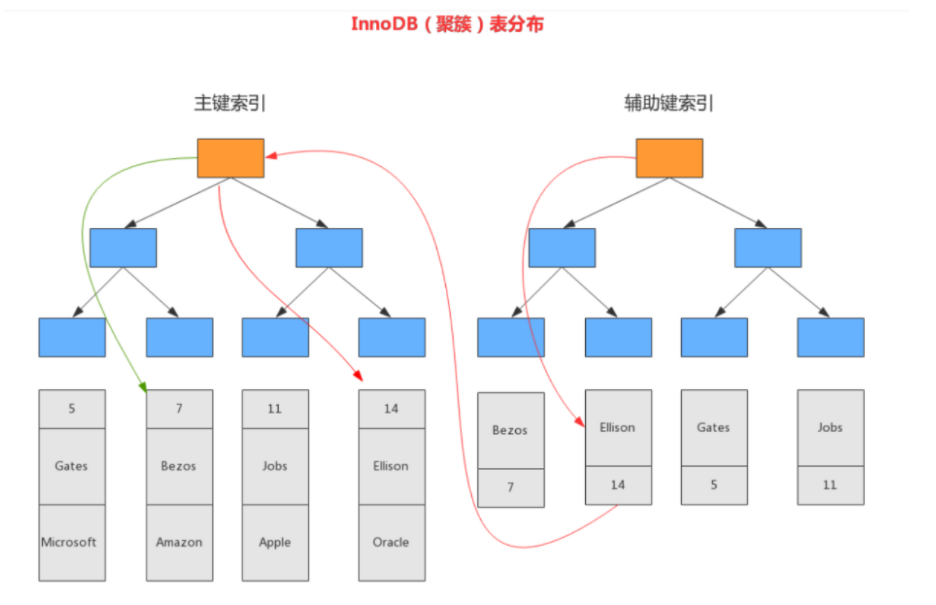 InnoDB（聚簇）表分布
主键索引
辅助键索引
5
Gates
Microsoft
7
Bezos
Amazon
11
Jobs
Apple
14
Ellison
Oracle
Bezos
7
Ellison
14
Gates
5
Jobs
11